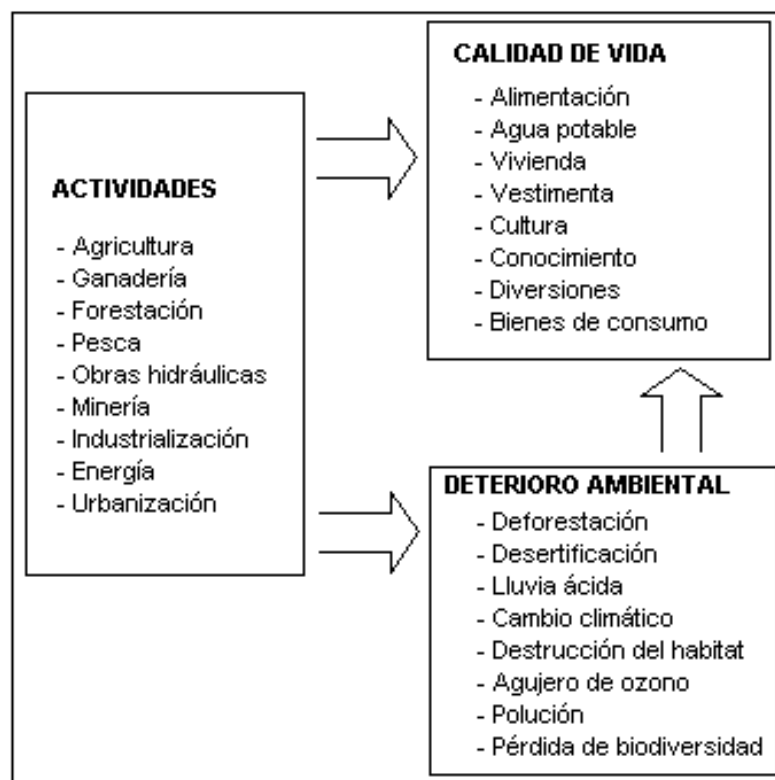 ACTIVIDADES
- Agricultura
- Ganadería
- Forestación
- Pesca
- Obras hidráulicas
- Minería
- Industrialización
- Energía
- Urbanización
CALIDAD DE VIDA
- Alimentación
- Agua potable
- Vivienda
- Vestimenta
- Cultura
- Conocimiento
- Diversiones
- Bienes de consumo
DETERIORO AMBIENTAL
- Deforestación
- Desertificación
- Lluvia ácida
- Cambio climático
- Destrucción del habitat
- Agujero de ozono
- Polución
- Pérdida de biodiversidad